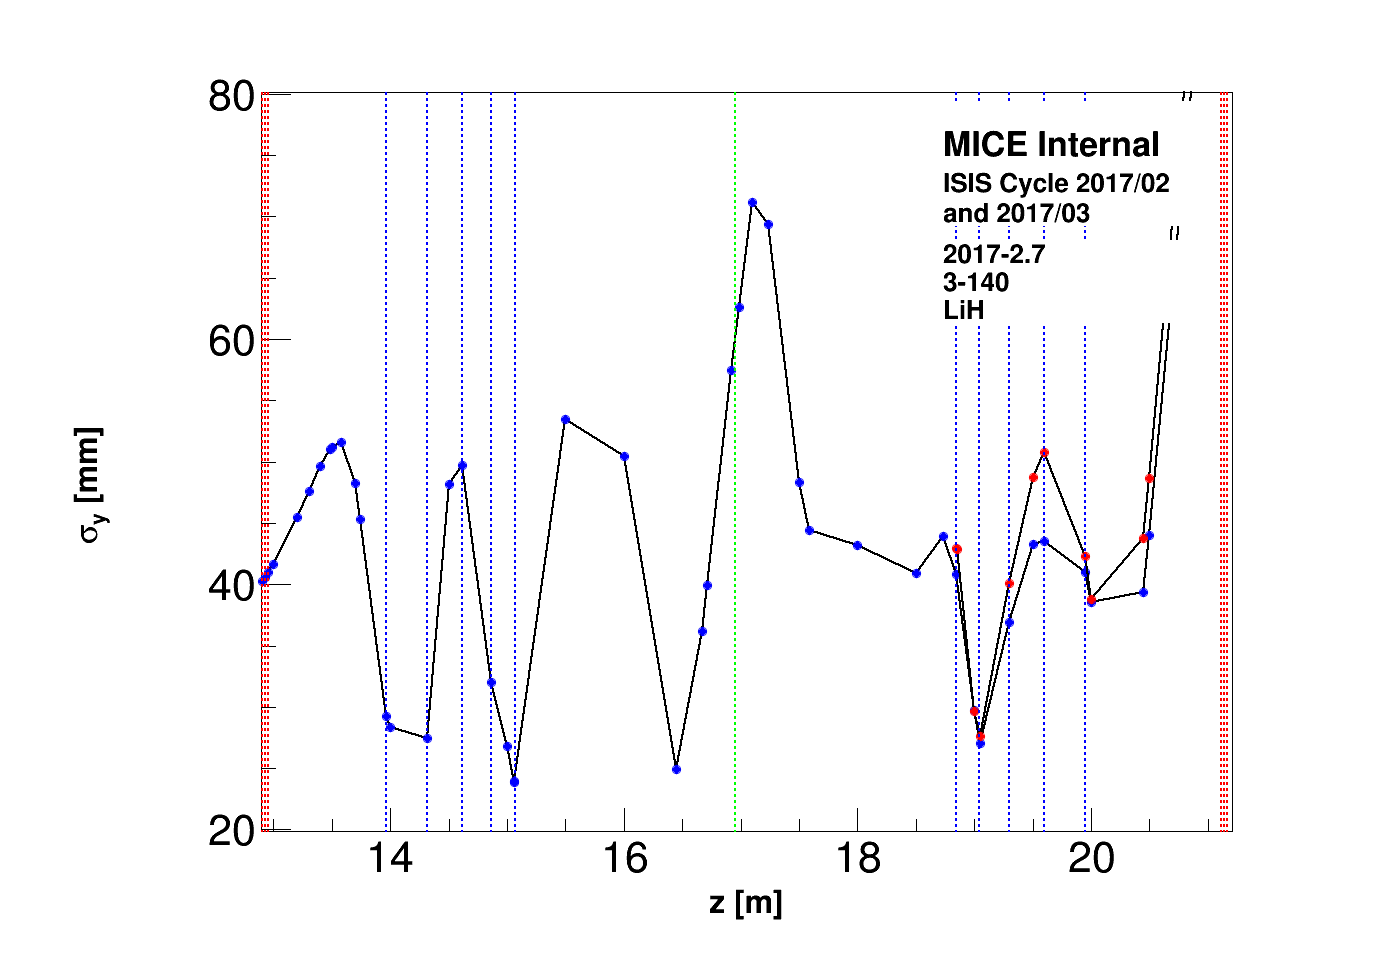 80
60
40
20
σy [mm]
MICE Internal
ISIS Cycle 2017/02
and 2017/03
2017-2.7
3-140
LiH
14 16 18 20
z [m]